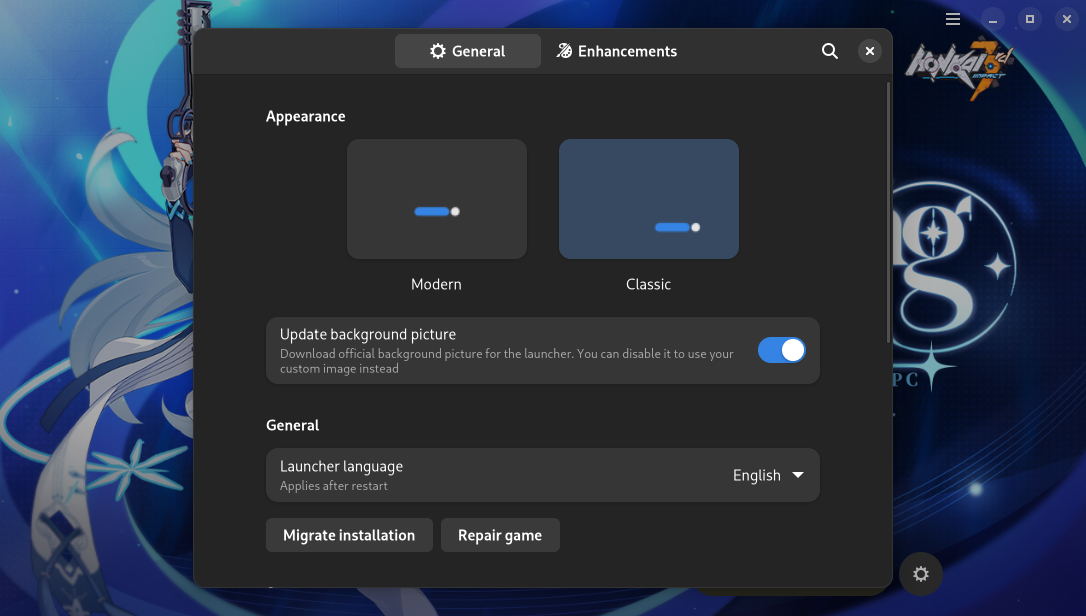 General
Enhancements
HONKAI 3rd
IMPACT
Appearance
Modern
Classic
Update background picture
Download official background picture for the launcher. You can disable it to use your
custom image instead
General
Launcher language
Applies after restart
English
Migrate installation
Repair game
ng
PC